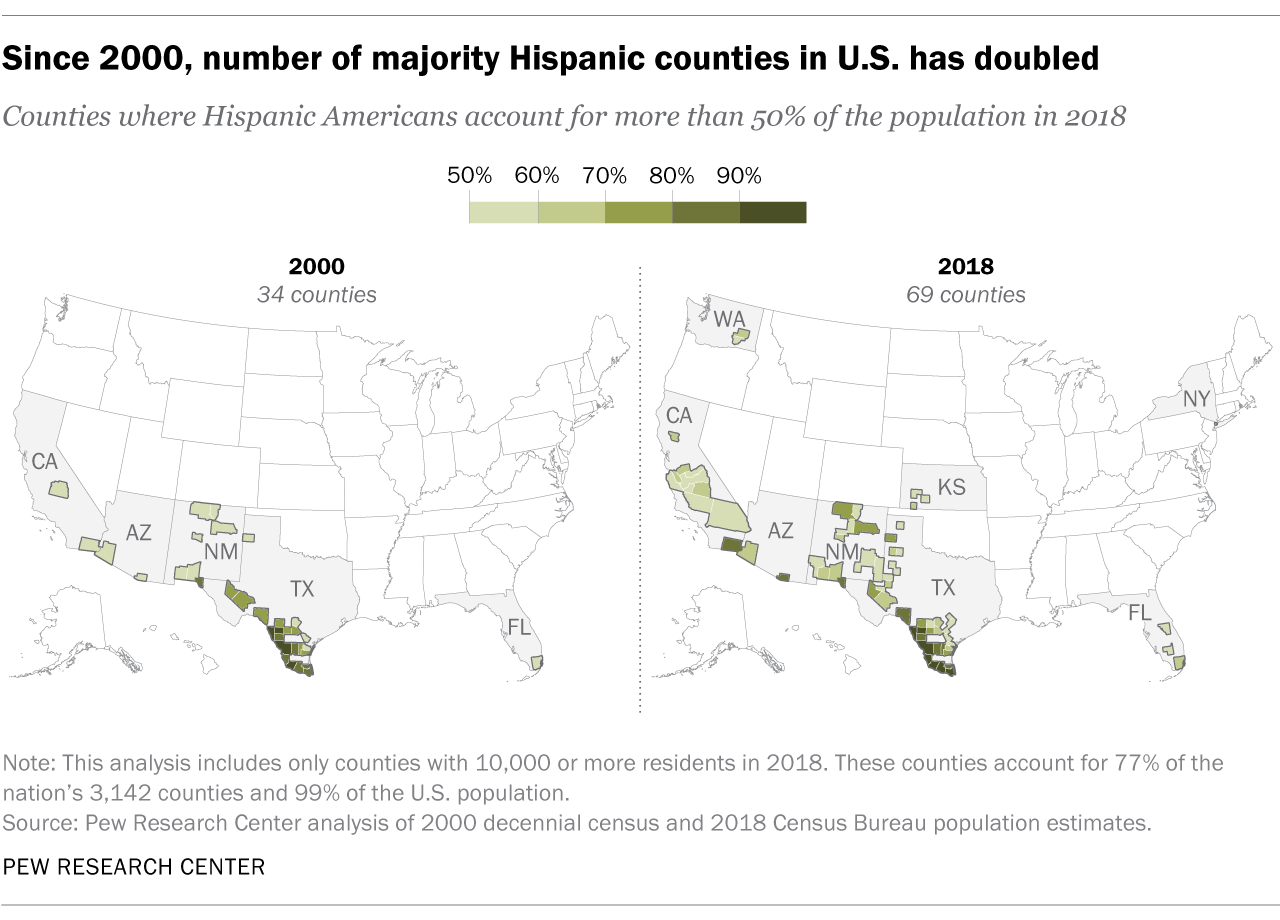 Since 2000, number of majority Hispanic counties in U.S. has doubled
Counties where Hispanic Americans account for more than 50% of the population in 2018
50% 60% 70% 80% 90%
2000
34 counties
CA
AZ
NM
TX
FL
2018
69 counties
WA
CA
NY
KS
AZ
NM
TX
FL
Note: This analysis includes only counties with 10,000 or more residents in 2018. These counties account for 77% of the
nation’s 3,142 counties and 99% of the U.S. population.
Source: Pew Research Center analysis of 2000 decennial census and 2018 Census Bureau population estimates.
PEW RESEARCH CENTER